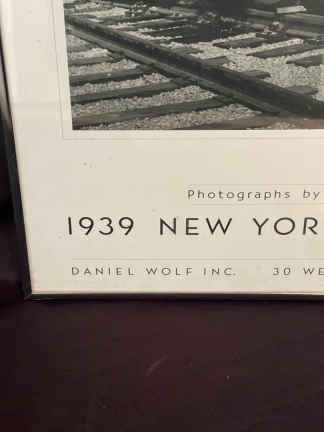 Photographs by
1939 NEW YOR
DANIEL WOLF INC. 30 WE